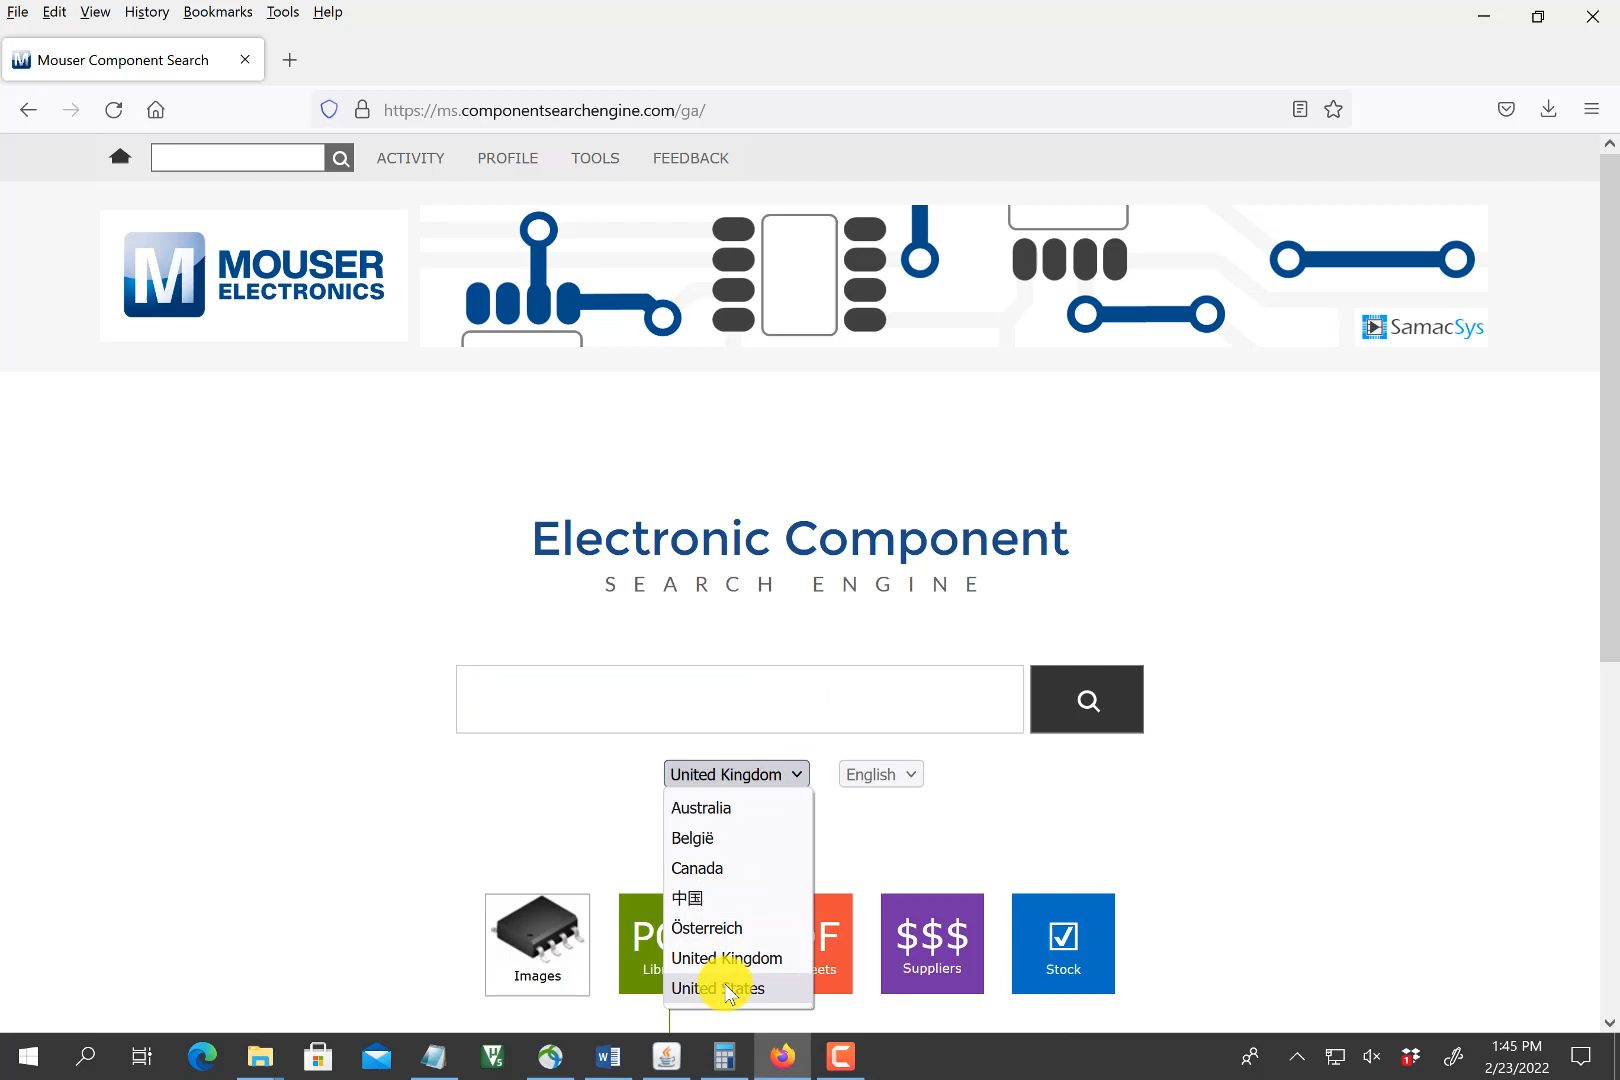 File Edit View History Bookmarks Tools Help
Mouser Component Search
https://ms.componentsearchengine.com/ga/
ACTIVITY PROFILE TOOLS FEEDBACK
M MOUSER
ELECTRONICS
SamacSys
Electronic Component
SEARCH ENGINE
United Kingdom English
Australia
België
Canada
中国
Österreich
United Kingdom
United States
Images
$$$
Suppliers
Stock
1:45 PM
2/23/2022